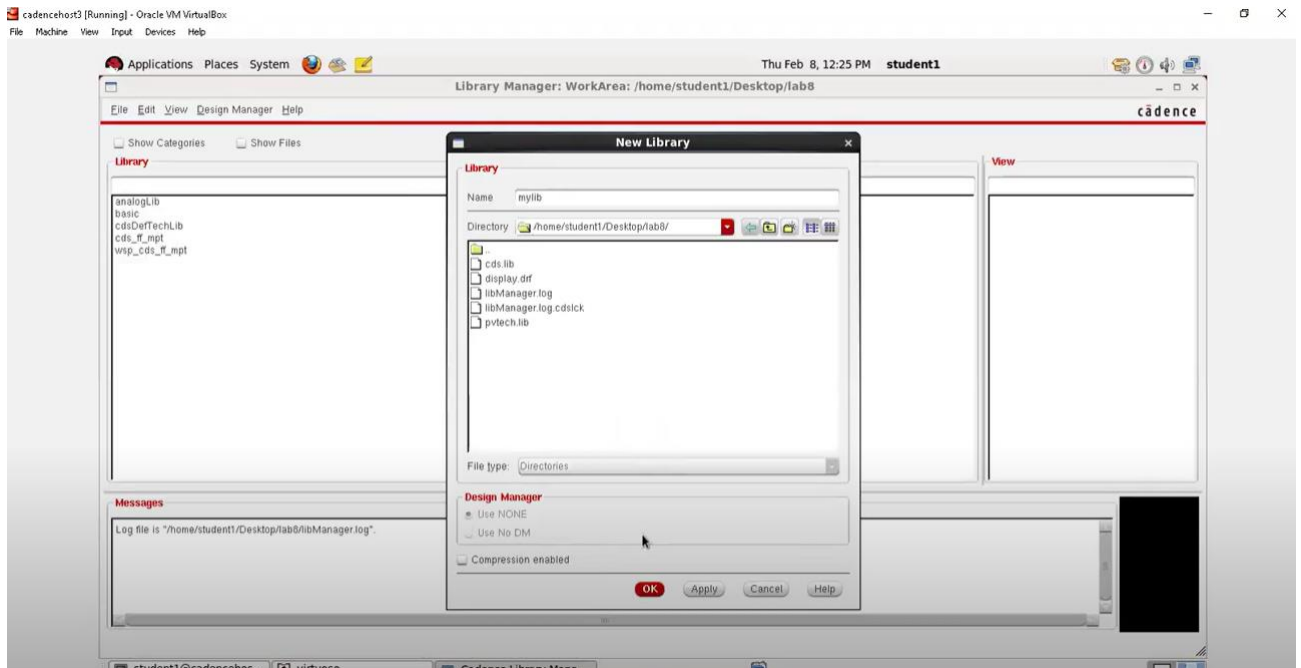 cadencehost3 [Running] - Oracle VM VirtualBox
File Machine View Input Devices Help
Applications Places System
Thu Feb 8, 12:25 PM student1
Library Manager: WorkArea: /home/student1/Desktop/lab8
File Edit View Design Manager Help
cādence
Show Categories Show Files
Library
analogLib
basic
cdsDefTechLib
cds_ff_mpt
wsp_cds_ff_mpt
View
New Library
Library
Name mylib
Directory /home/student1/Desktop/lab8/
..
cds.lib
display.drf
libManager.log
libManager.log.cdslck
pvtech.lib
File type: Directories
Design Manager
Use NONE
Use No DM
Compression enabled
OK Apply Cancel Help
Messages
Log file is "/home/student1/Desktop/lab8/libManager.log".